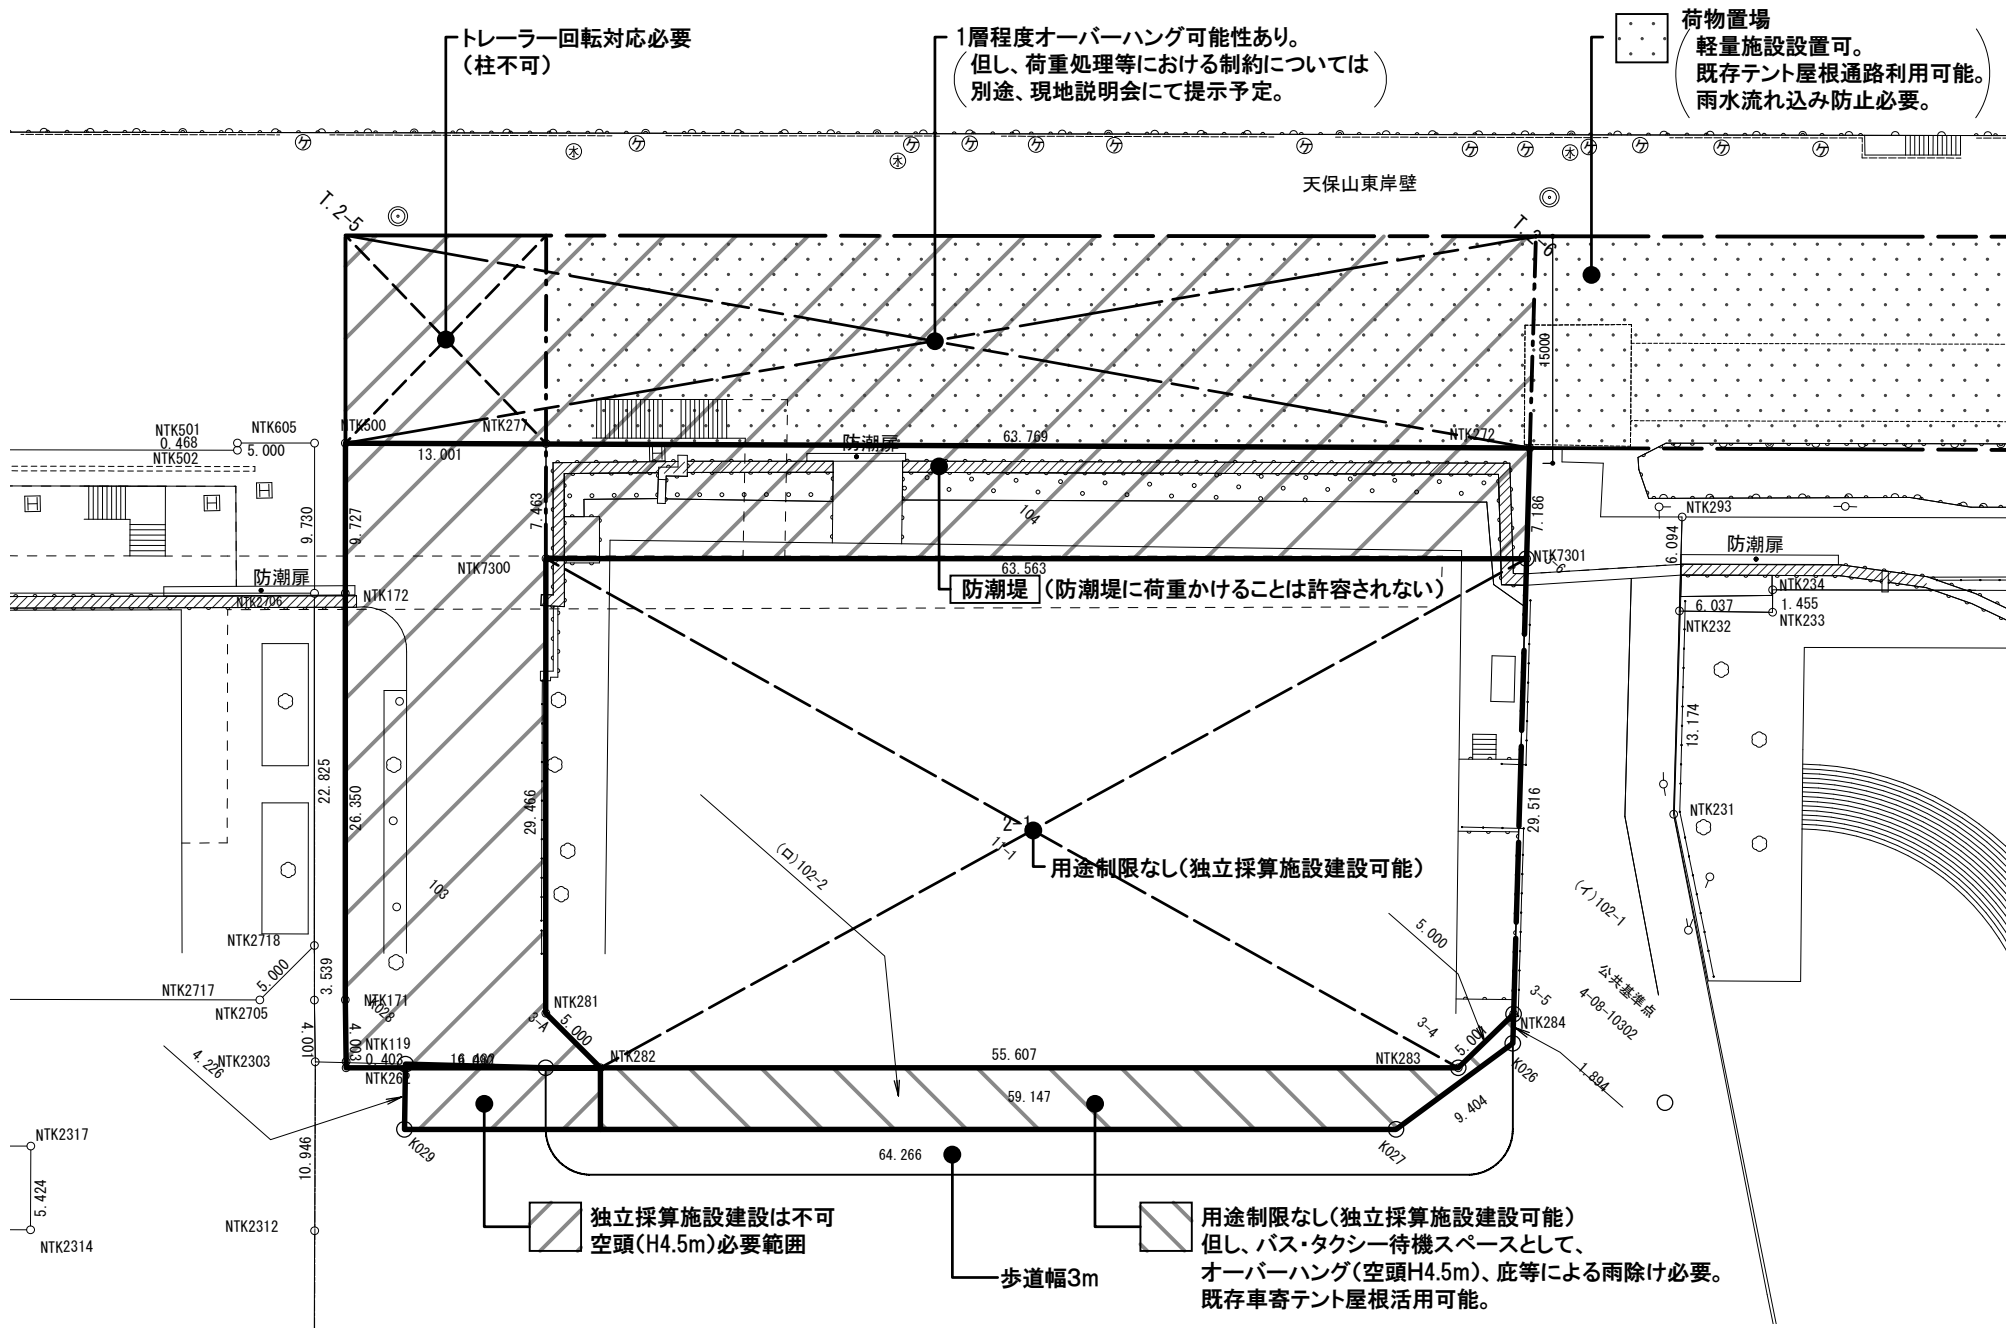 トレーラー回転対応必要
(柱不可)
1層程度オーバーハング可能性あり。
但し、荷重処理等における制約については
別途、現地説明会にて提示予定。
荷物置場
軽量施設設置可。
既存テント屋根通路利用可能。
雨水流れ込み防止必要。
天保山東岸壁
T.2-5
15000
NTK501
0.468
NTK502
NTK605
5.000
NTK500
NTK277
13.001
63.769
NTK272
防潮扉
9.730
9.727
7.463
104
7.186
NTK293
6.094
防潮扉
NTK7300
63.563
NTK7301
防潮扉
NTK2706
NTK172
防潮堤
(防潮堤に荷重かけることは許容されない)
NTK234
1.455
6.037
NTK232
NTK233
22.825
26.350
29.466
29.516
13.174
NTK231
2-1
11-1
用途制限なし(独立採算施設建設可能)
(ロ)102-2
103
(イ)102-1
5.000
公共基準点
4-08-10302
NTK2718
5.000
3.539
NTK2717
NTK2705
NTK171
K028
NTK281
3-A
5.000
3-5
NTK284
3-4
4.001
4.003
NTK119
0.403
NTK2303
NTK262
NTK282
55.607
NTK283
K026
4.226
59.147
1.894
9.404
K029
64.266
K027
NTK2317
5.424
NTK2314
10.946
NTK2312
独立採算施設建設は不可
空頭(H4.5m)必要範囲
歩道幅3m
用途制限なし(独立採算施設建設可能)
但し、バス・タクシー待機スペースとして、
オーバーハング(空頭H4.5m)、庇等による雨除け必要。
既存車寄テント屋根活用可能。